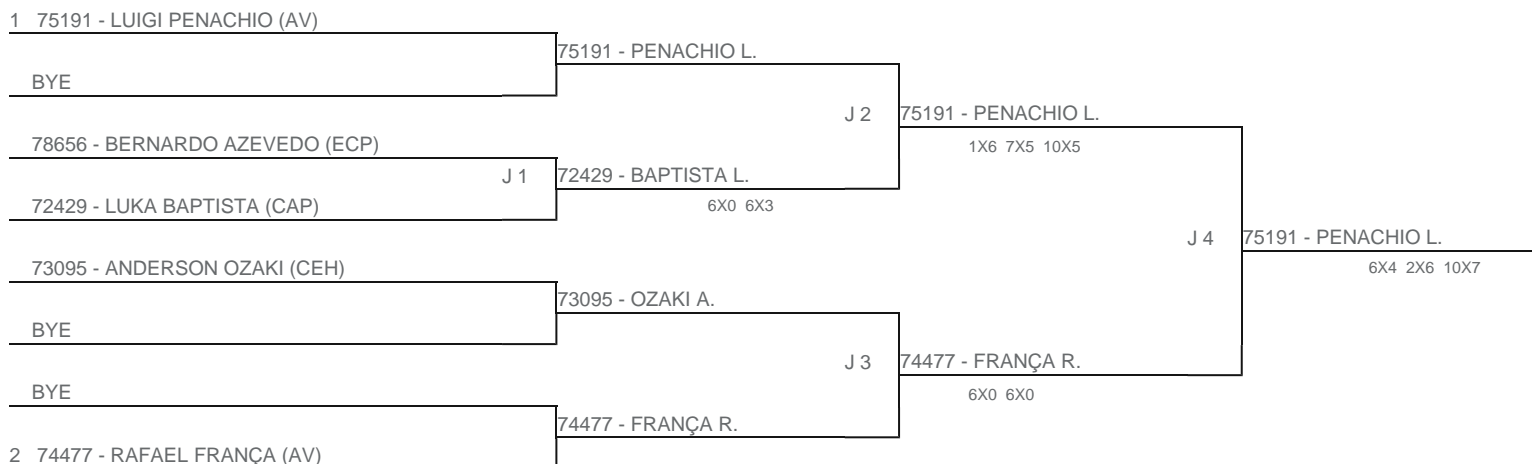 1 75191 - LUIGI PENACHIO (AV)
75191 - PENACHIO L.
BYE
J 2 75191 - PENACHIO L.
78656 - BERNARDO AZEVEDO (ECP)
1X6 7X5 10X5
J 1 72429 - BAPTISTA L.
72429 - LUKA BAPTISTA (CAP)
6X0 6X3
J 4 75191 - PENACHIO L.
73095 - ANDERSON OZAKI (CEH)
6X4 2X6 10X7
73095 - OZAKI A.
BYE
J 3 74477 - FRANÇA R.
BYE
6X0 6X0
74477 - FRANÇA R.
2 74477 - RAFAEL FRANÇA (AV)